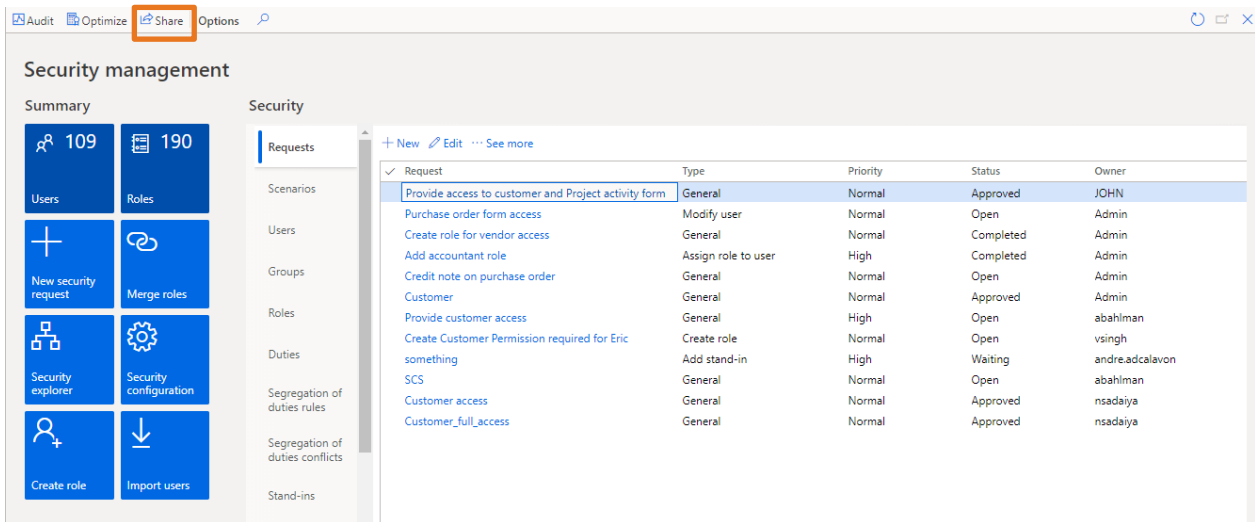 Audit Optimize Share Options
Security management
Summary
109
Users
190
Roles
New security
request
Merge roles
Security
explorer
Security
configuration
Create role
Import users
Security
Requests
Scenarios
Users
Groups
Roles
Duties
Segregation of
duties rules
Segregation of
duties conflicts
Stand-ins
New Edit ··· See more
Request Type Priority Status Owner
Provide access to customer and Project activity form General Normal Approved JOHN
Purchase order form access Modify user Normal Open Admin
Create role for vendor access General Normal Completed Admin
Add accountant role Assign role to user High Completed Admin
Credit note on purchase order General Normal Open Admin
Customer General Normal Approved Admin
Provide customer access General High Open abahlman
Create Customer Permission required for Eric Create role Normal Open vsingh
something Add stand-in High Waiting andre.adcalavon
SCS General Normal Open abahlman
Customer access General Normal Approved nsadaiya
Customer_full_access General Normal Approved nsadaiya